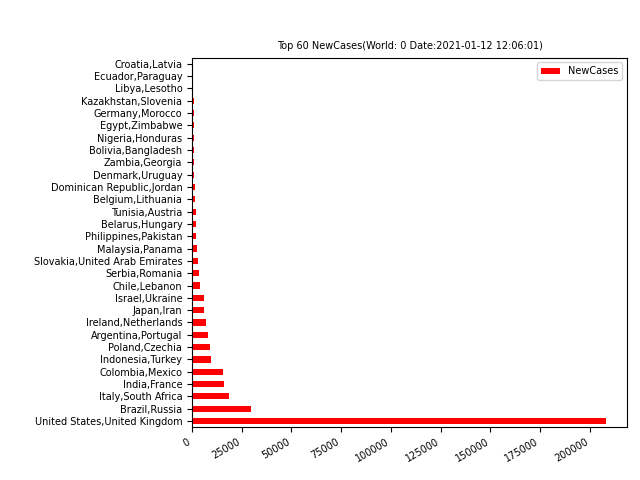 Top 60 NewCases(World: 0 Date:2021-01-12 12:06:01)
NewCases
Croatia,Latvia
Ecuador,Paraguay
Libya,Lesotho
Kazakhstan,Slovenia
Germany,Morocco
Egypt,Zimbabwe
Nigeria,Honduras
Bolivia,Bangladesh
Zambia,Georgia
Denmark,Uruguay
Dominican Republic,Jordan
Belgium,Lithuania
Tunisia,Austria
Belarus,Hungary
Philippines,Pakistan
Malaysia,Panama
Slovakia,United Arab Emirates
Serbia,Romania
Chile,Lebanon
Israel,Ukraine
Japan,Iran
Ireland,Netherlands
Argentina,Portugal
Poland,Czechia
Indonesia,Turkey
Colombia,Mexico
India,France
Italy,South Africa
Brazil,Russia
United States,United Kingdom
0
25000
50000
75000
100000
125000
150000
175000
200000